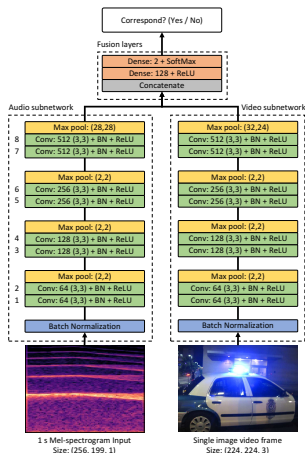 Correspond? (Yes / No)
Fusion layers
Dense: 2 + SoftMax
Dense: 128 + ReLU
Concatenate
Audio subnetwork
Max pool: (28,28)
8 Conv: 512 (3,3) + BN + ReLU
7 Conv: 512 (3,3) + BN + ReLU
Max pool: (2,2)
6 Conv: 256 (3,3) + BN + ReLU
5 Conv: 256 (3,3) + BN + ReLU
Max pool: (2,2)
4 Conv: 128 (3,3) + BN + ReLU
3 Conv: 128 (3,3) + BN + ReLU
Max pool: (2,2)
2 Conv: 64 (3,3) + BN + ReLU
1 Conv: 64 (3,3) + BN + ReLU
Batch Normalization
1 s Mel-spectrogram Input
Size: (256, 199, 1)
Video subnetwork
Max pool: (32,24)
Conv: 512 (3,3) + BN + ReLU
Conv: 512 (3,3) + BN + ReLU
Max pool: (2,2)
Conv: 256 (3,3) + BN + ReLU
Conv: 256 (3,3) + BN + ReLU
Max pool: (2,2)
Conv: 128 (3,3) + BN + ReLU
Conv: 128 (3,3) + BN + ReLU
Max pool: (2,2)
Conv: 64 (3,3) + BN + ReLU
Conv: 64 (3,3) + BN + ReLU
Batch Normalization
Single image video frame
Size: (224, 224, 3)